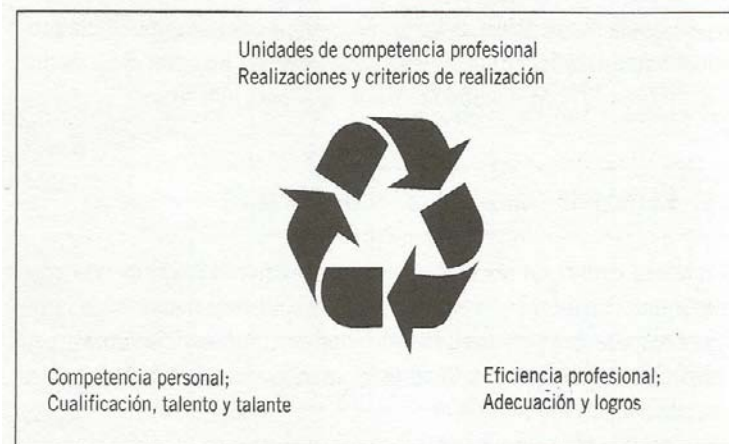 Unidades de competencia profesional
Realizaciones y criterios de realización
Competencia personal;
Cualificación, talento y talante
Eficiencia profesional;
Adecuación y logros